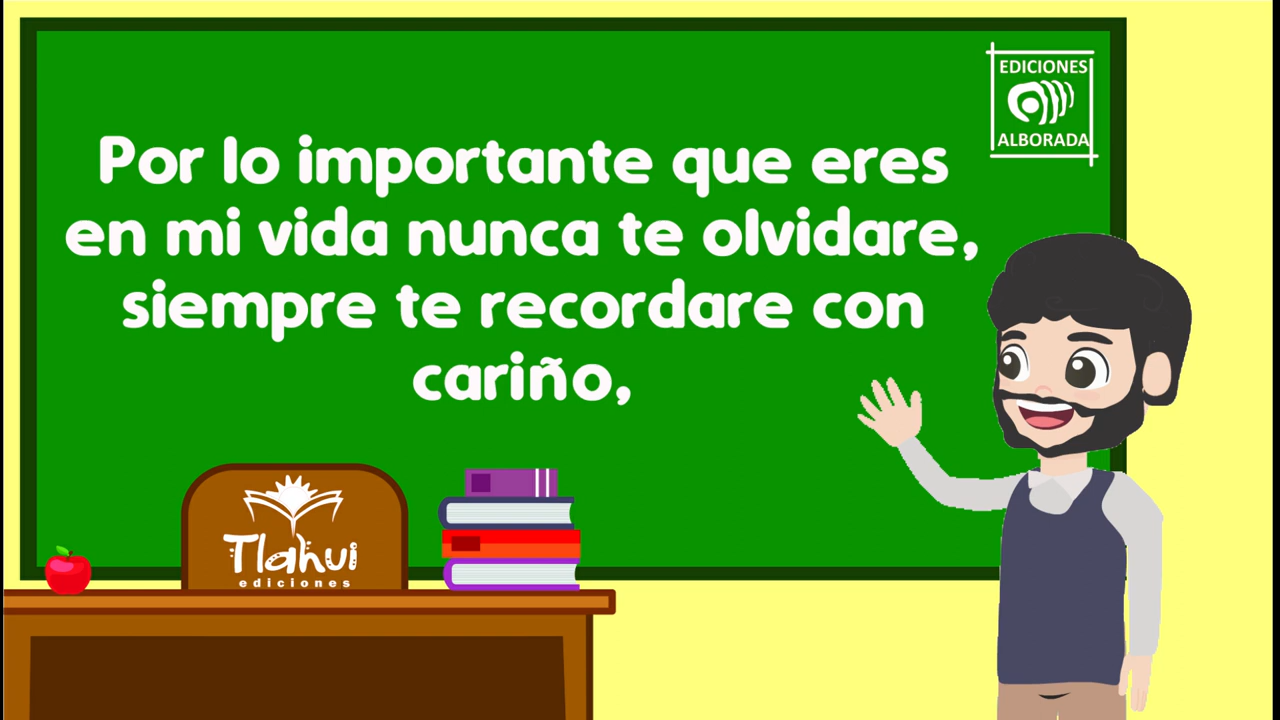 EDICIONES
ALBORADA
Por lo importante que eres
en mi vida nunca te olvidare,
siempre te recordare con
cariño,
Tlahui
ediciones